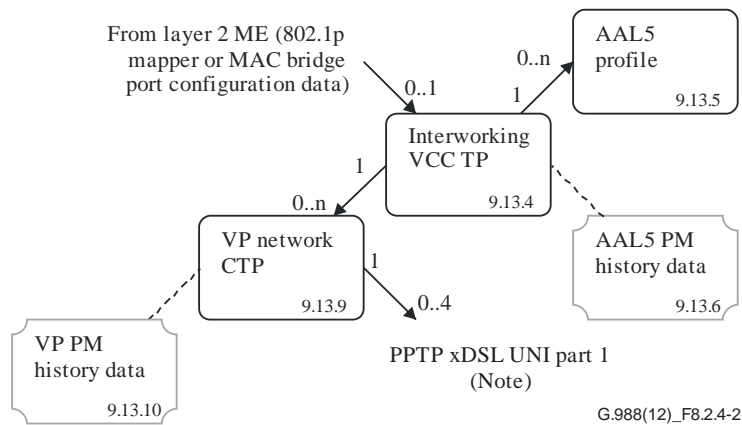 From layer 2 ME (802.1p
mapper or MAC bridge
port configuration data)
0..1
AAL5
profile
9.13.5
0..n
1
Interworking
VCC TP
9.13.4
1
0..n
VP network
CTP
9.13.9
1
0..4
AAL5 PM
history data
9.13.6
VP PM
history data
9.13.10
PPTP xDSL UNI part 1
(Note)
G.988(12)_F8.2.4-2